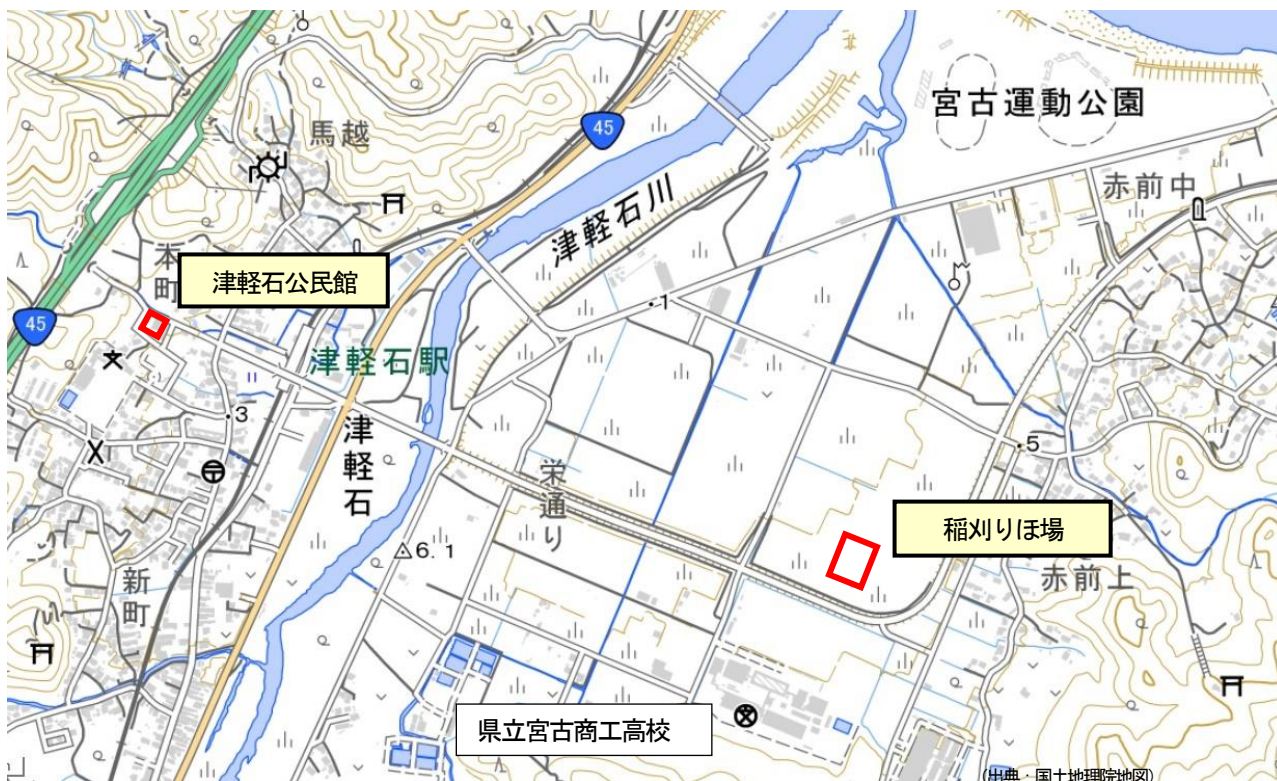 宮古運動公園
45
馬越
赤前中
津軽石川
本町
津軽石公民館
・1
45
津軽石駅
・3
津軽石
・5
栄通り
稲刈りほ場
△6.1
赤前上
新町
県立宮古商工高校
(出典:国土地理院地図)